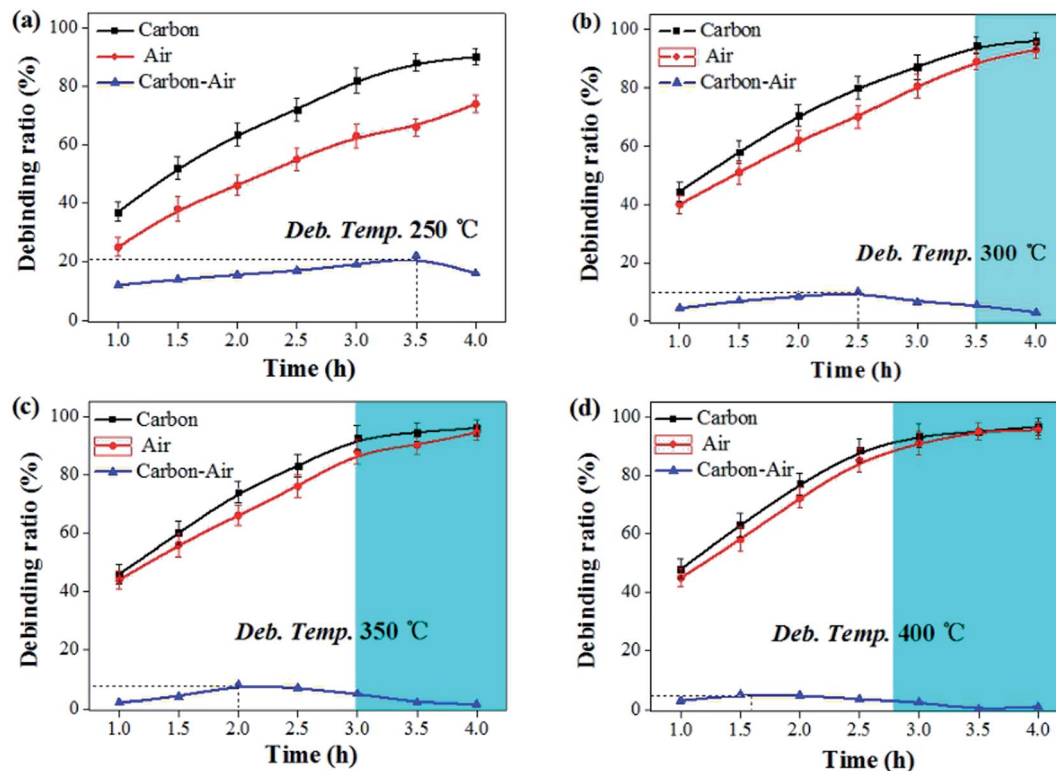 (a)
Carbon
Air
Carbon-Air
Debinding ratio (%)
100
80
60
40
20
0
Deb. Temp. 250 ℃
1.0 1.5 2.0 2.5 3.0 3.5 4.0
Time (h)
(b)
Carbon
Air
Carbon-Air
Debinding ratio (%)
100
80
60
40
20
0
Deb. Temp. 300 ℃
1.0 1.5 2.0 2.5 3.0 3.5 4.0
Time (h)
(c)
Carbon
Air
Carbon-Air
Debinding ratio (%)
100
80
60
40
20
0
Deb. Temp. 350 ℃
1.0 1.5 2.0 2.5 3.0 3.5 4.0
Time (h)
(d)
Carbon
Air
Carbon-Air
Debinding ratio (%)
100
80
60
40
20
0
Deb. Temp. 400 ℃
1.0 1.5 2.0 2.5 3.0 3.5 4.0
Time (h)